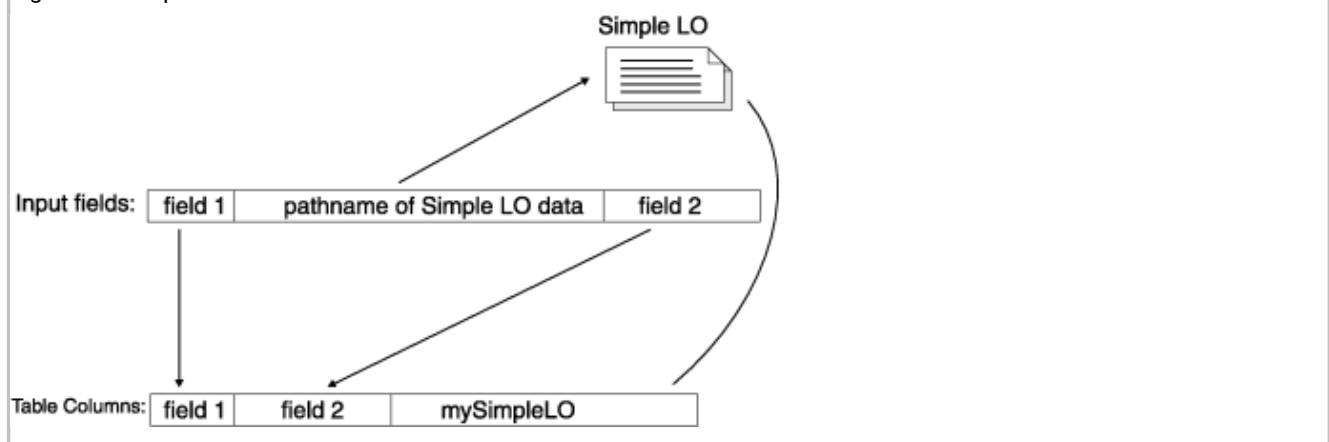 Simple LO
Input fields: field 1 pathname of Simple LO data field 2
Table Columns: field 1 field 2 mySimpleLO